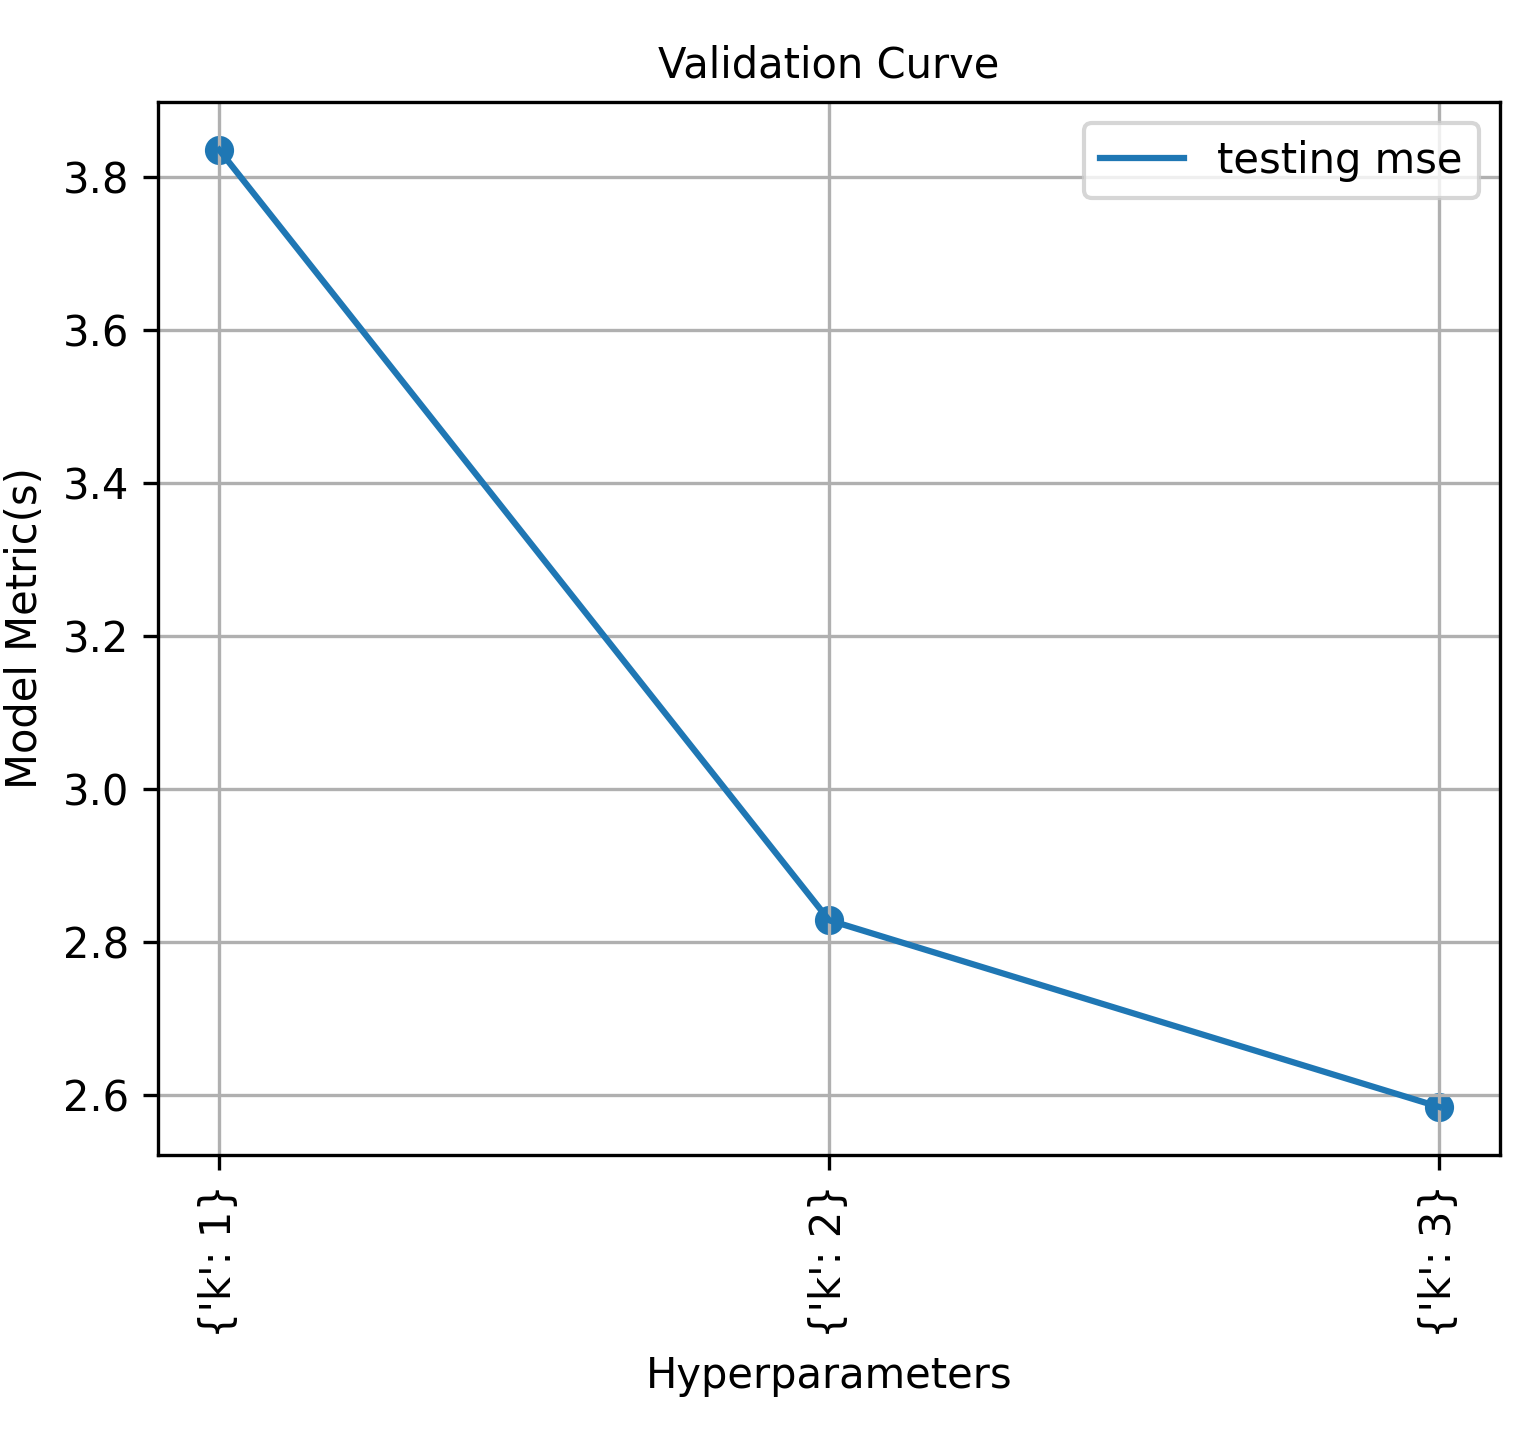 Validation Curve
testing mse
3.8
3.6
3.4
3.2
3.0
2.8
2.6
Model Metric(s)
{'k': 1}
{'k': 2}
{'k': 3}
Hyperparameters